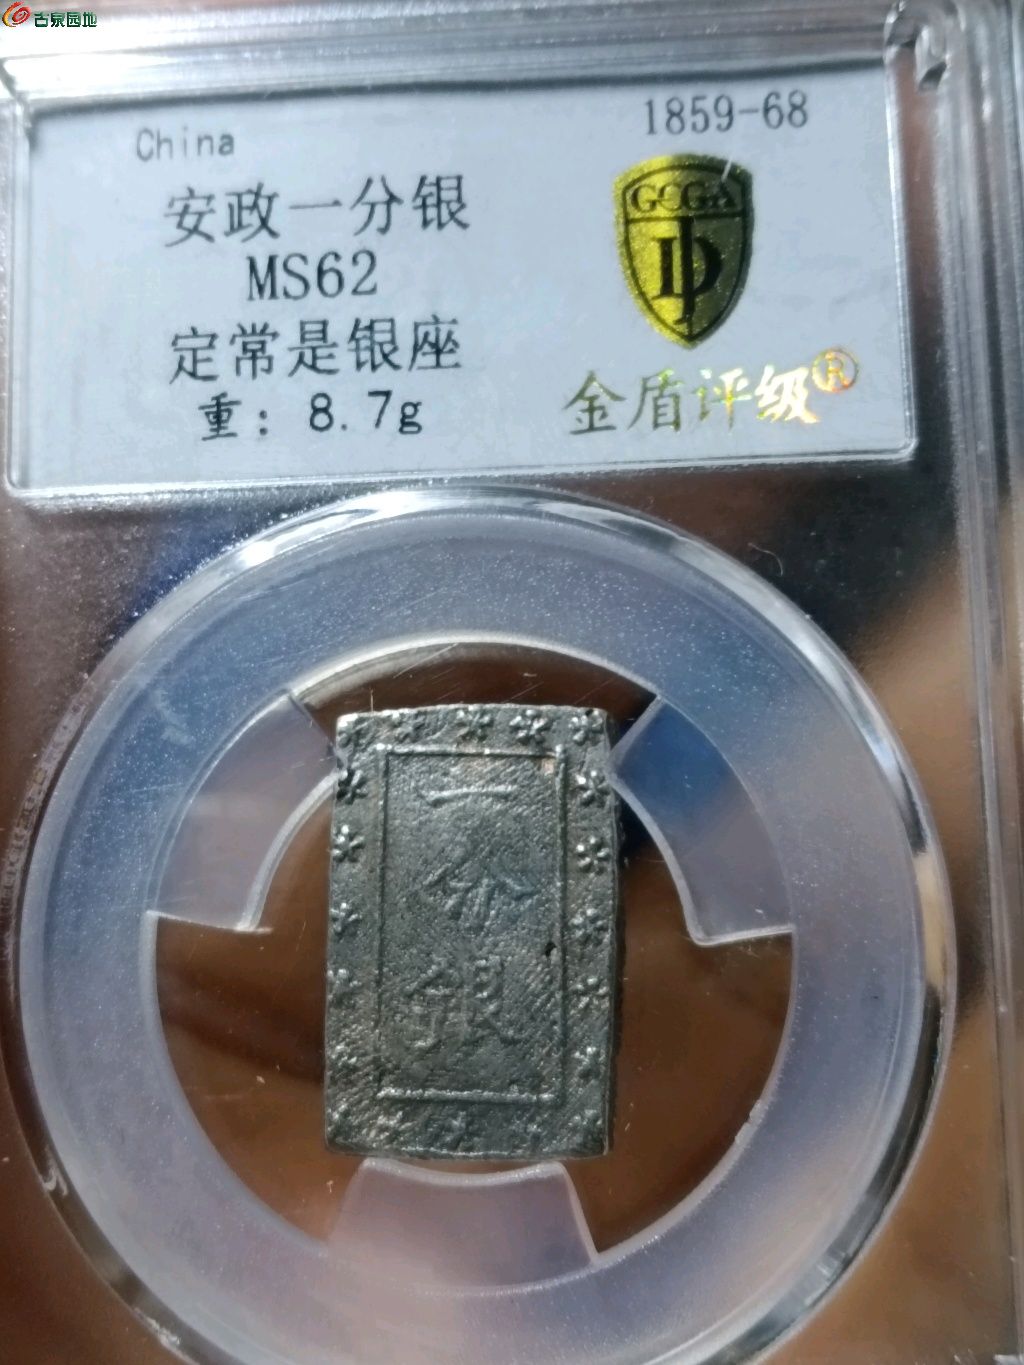 古泉园地
China
1859-68
安政一分银
MS62
定常是银座
重: 8.7g
GCGA
金盾评级®
一
分
銀